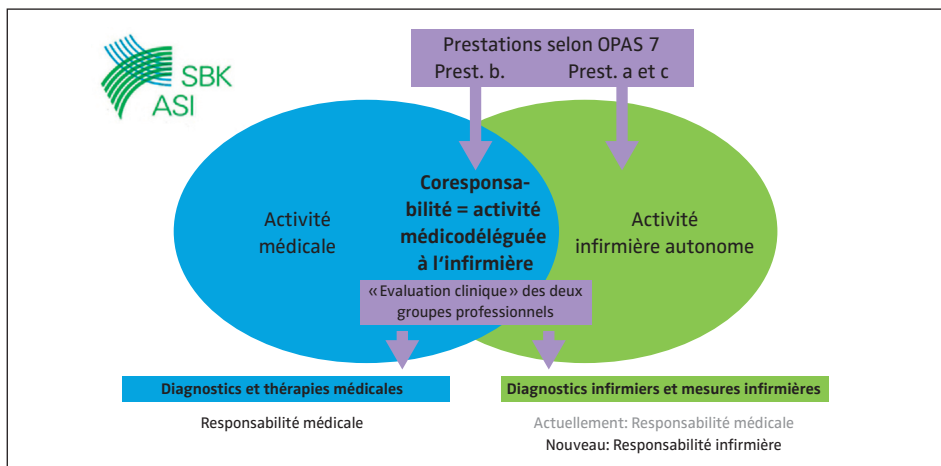 SBK
ASI
Prestations selon OPAS 7
Prest. b. Prest. a et c
Activité
médicale
Coresponsa-
bilité = activité
médicodéléguée
à l‘infirmière
Activité
infirmière autonome
«Evaluation clinique» des deux
groupes professionnels
Diagnostics et thérapies médicales
Responsabilité médicale
Diagnostics infirmiers et mesures infirmières
Actuellement: Responsabilité médicale
Nouveau: Responsabilité infirmière